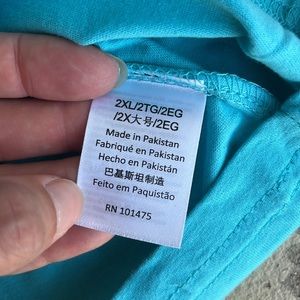 2XL/2TG/2EG
/2X大号/2EG
Made in Pakistan
Fabriqué en Pakistan
Hecho en Pakistán
巴基斯坦制造
Feito em Paquistão
RN 101475